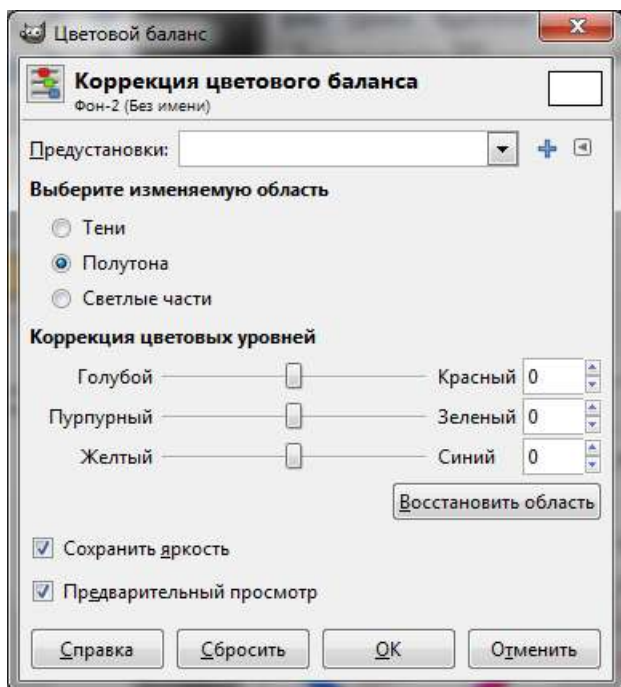 Цветовой баланс
Коррекция цветового баланса
Фон-2 (Без имени)
Предустановки:
Выберите изменяемую область
Тени
Полутона
Светлые части
Коррекция цветовых уровней
Голубой Красный 0
Пурпурный Зеленый 0
Желтый Синий 0
Восстановить область
Сохранить яркость
Предварительный просмотр
Справка Сбросить OK Отменить